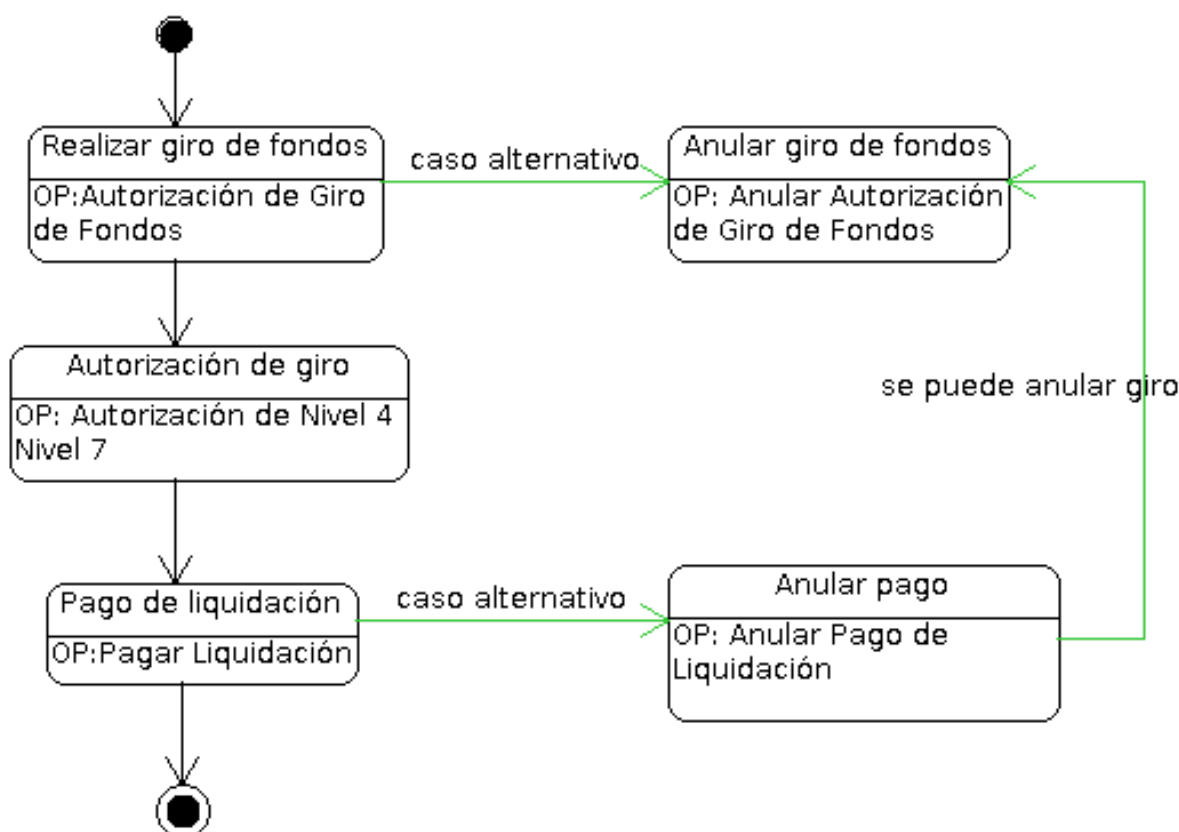 Realizar giro de fondos
OP:Autorización de Giro
de Fondos
caso alternativo
Anular giro de fondos
OP: Anular Autorización
de Giro de Fondos
Autorización de giro
OP: Autorización de Nivel 4
Nivel 7
se puede anular giro
Pago de liquidación
OP:Pagar Liquidación
caso alternativo
Anular pago
OP: Anular Pago de
Liquidación